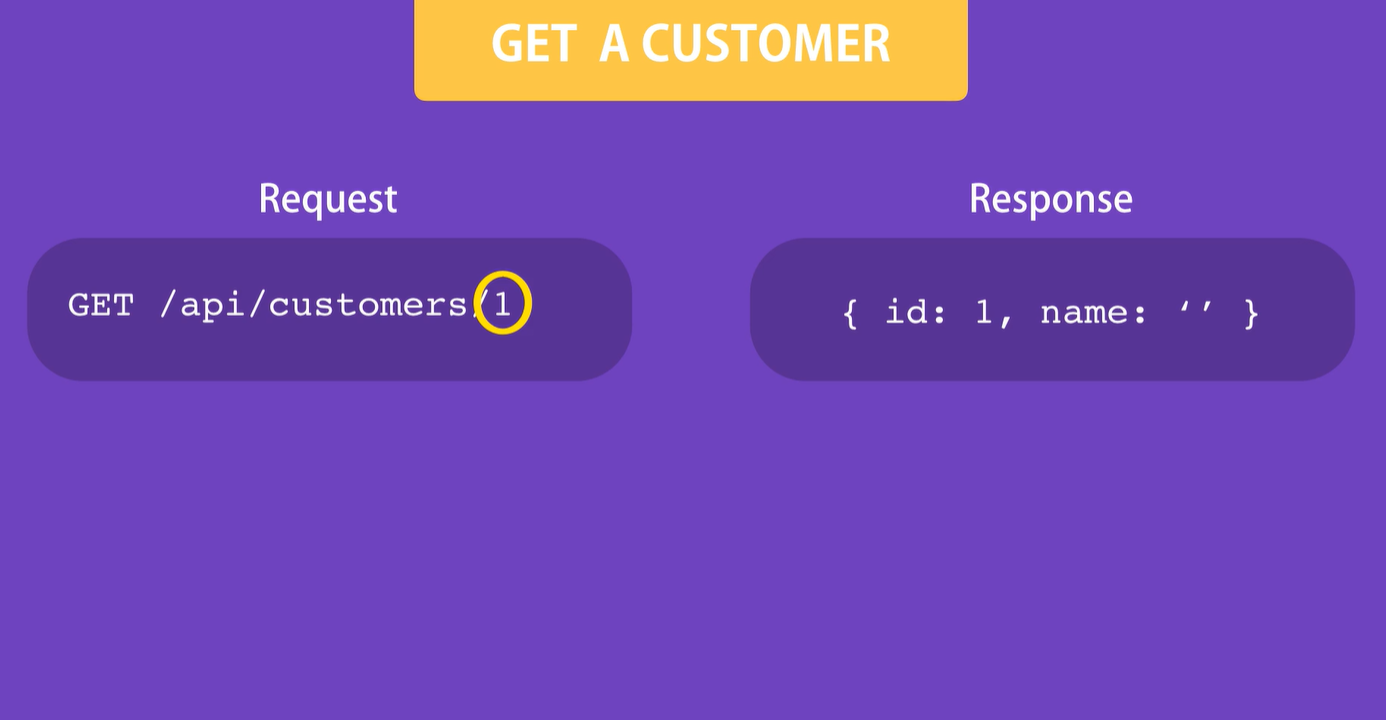 GET A CUSTOMER
Request
Response
GET /api/customers/1
{ id: 1, name: ‘’ }